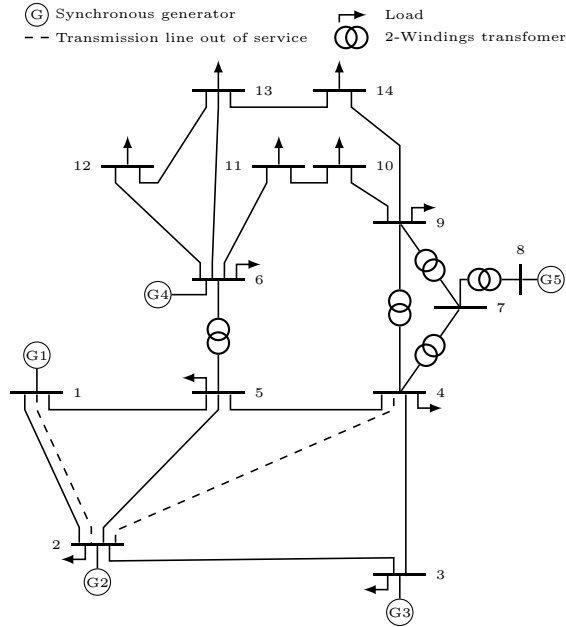 G Synchronous generator
Load
Transmission line out of service
2-Windings transfomer
13
14
12
11
10
9
8
6
G4
G5
7
G1
1
5
4
2
G2
3
G3